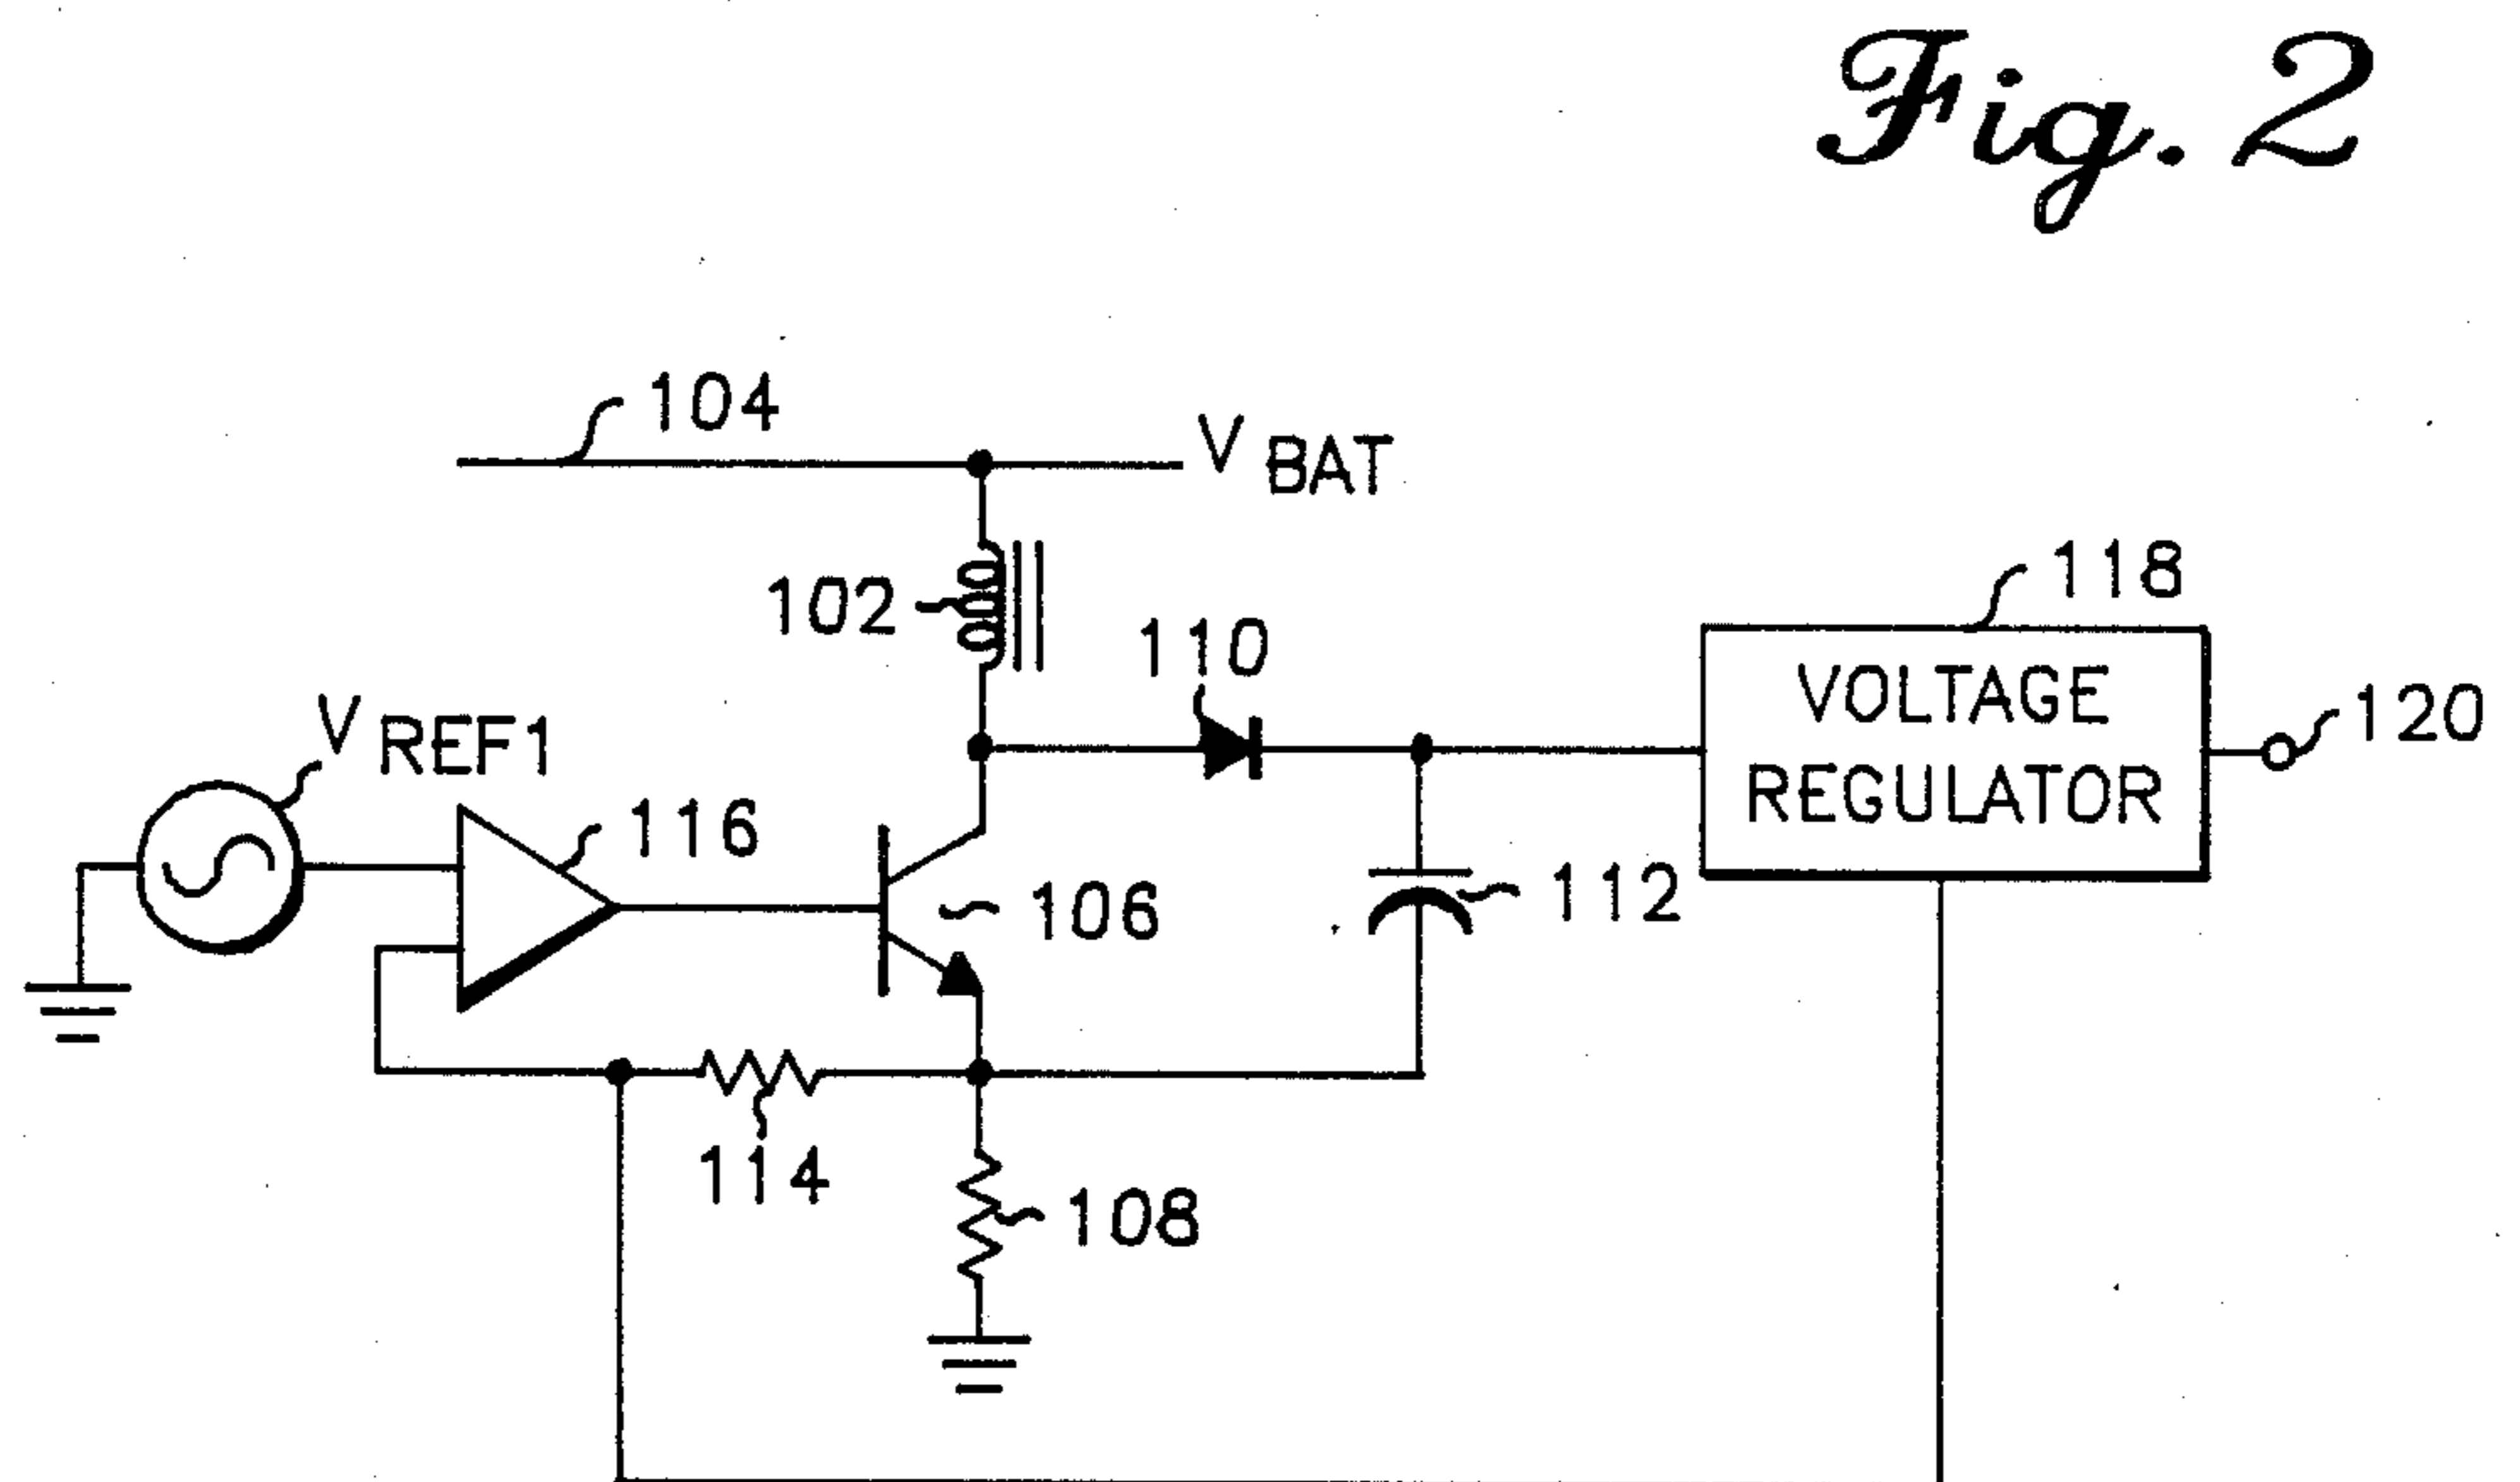 Fig. 2
104
V BAT
102
110
118
VOLTAGE
REGULATOR
120
V REF1
116
106
112
114
108